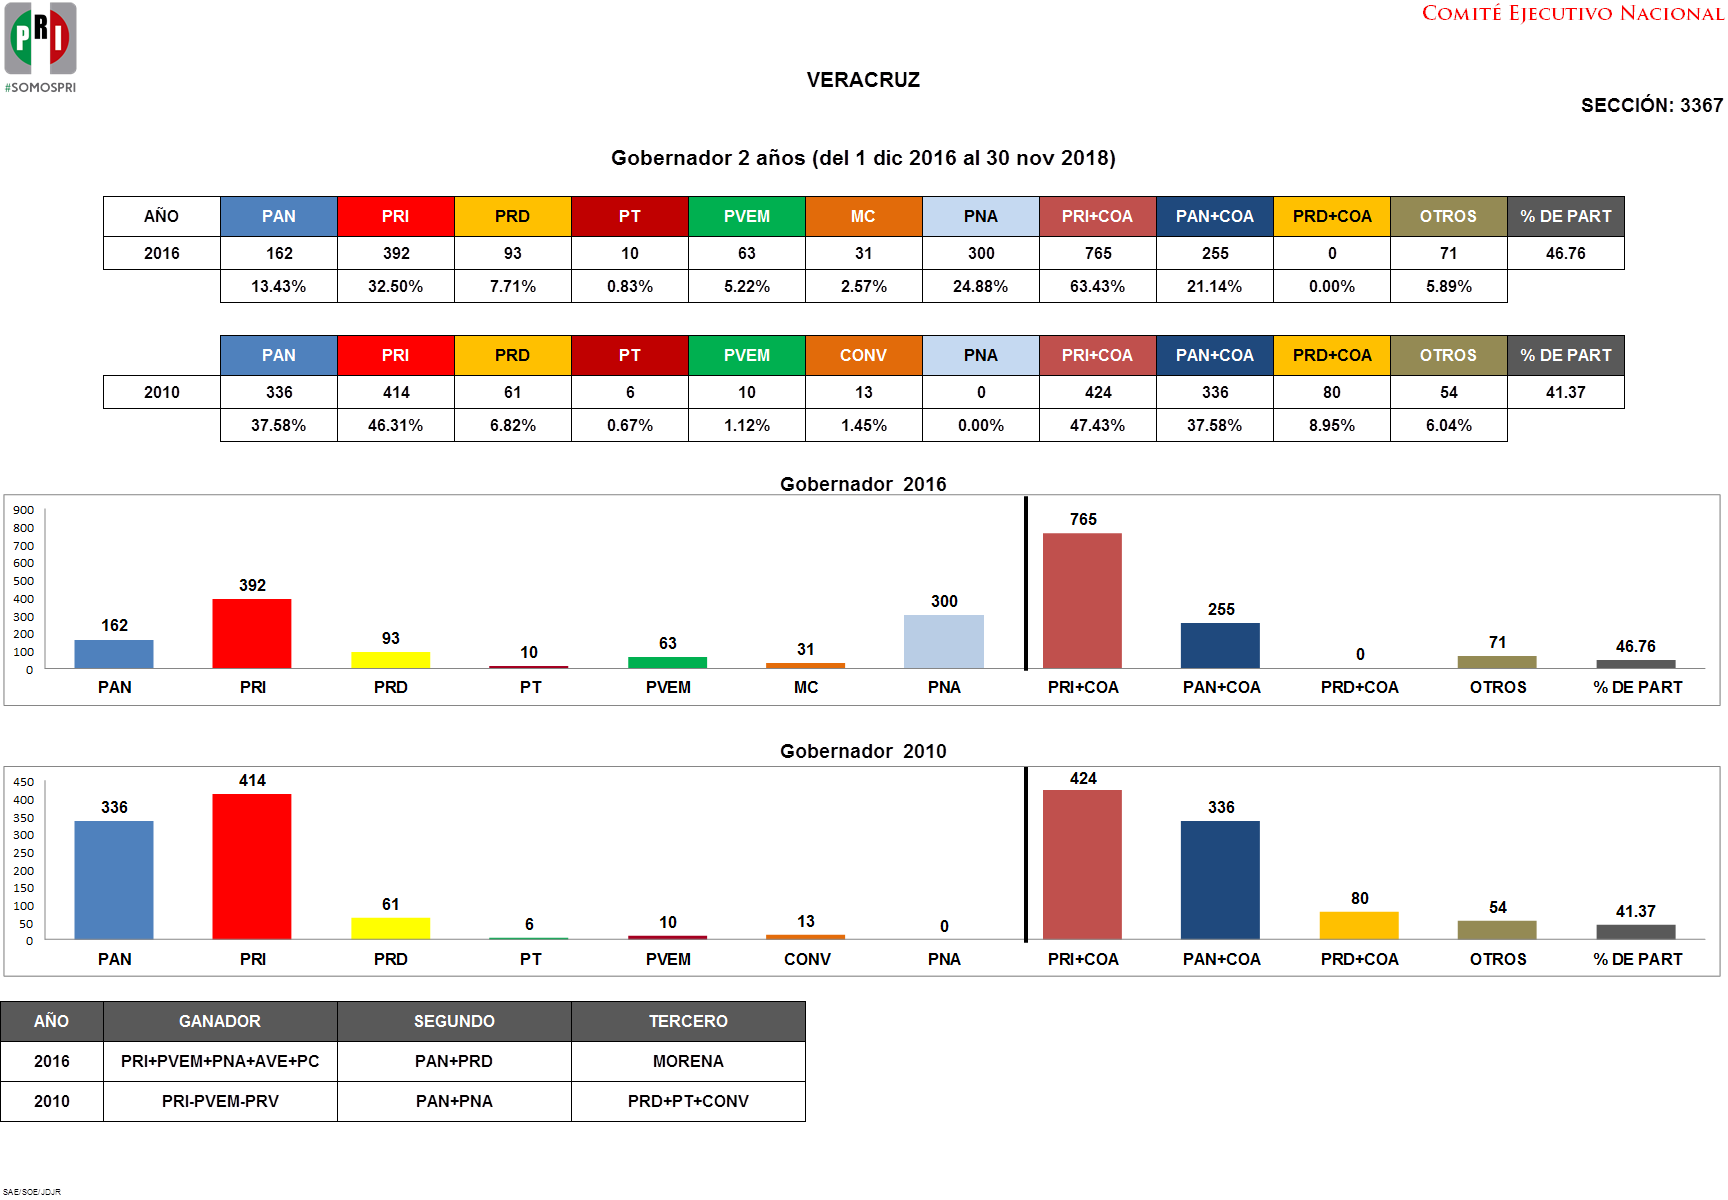 COMITÉ EJECUTIVO NACIONAL
PRI
#SOMOSPRI
VERACRUZ
SECCIÓN: 3367
Gobernador 2 años (del 1 dic 2016 al 30 nov 2018)
AÑO PAN PRI PRD PT PVEM MC PNA PRI+COA PAN+COA PRD+COA OTROS % DE PART
2016 162 392 93 10 63 31 300 765 255 0 71 46.76
13.43% 32.50% 7.71% 0.83% 5.22% 2.57% 24.88% 63.43% 21.14% 0.00% 5.89%
PAN PRI PRD PT PVEM CONV PNA PRI+COA PAN+COA PRD+COA OTROS % DE PART
2010 336 414 61 6 10 13 0 424 336 80 54 41.37
37.58% 46.31% 6.82% 0.67% 1.12% 1.45% 0.00% 47.43% 37.58% 8.95% 6.04%
Gobernador 2016
900
800
700
600
500
400
300
200
100
0
162 392 93 10 63 31 300 765 255 0 71 46.76
PAN PRI PRD PT PVEM MC PNA PRI+COA PAN+COA PRD+COA OTROS % DE PART
Gobernador 2010
450
400
350
300
250
200
150
100
50
0
336 414 61 6 10 13 0 424 336 80 54 41.37
PAN PRI PRD PT PVEM CONV PNA PRI+COA PAN+COA PRD+COA OTROS % DE PART
AÑO GANADOR SEGUNDO TERCERO
2016 PRI+PVEM+PNA+AVE+PC PAN+PRD MORENA
2010 PRI-PVEM-PRV PAN+PNA PRD+PT+CONV
SAE/SOE/JDJR